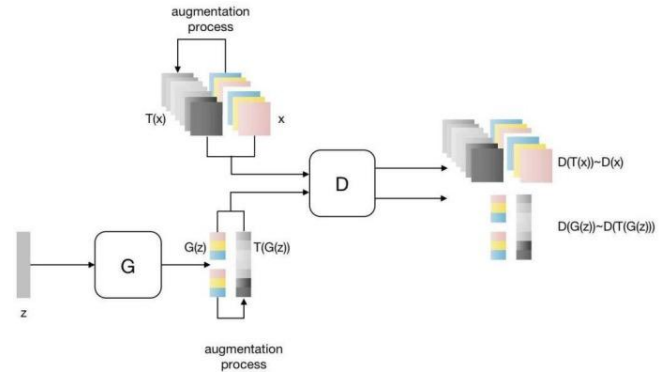 augmentation
process
T(x)
x
D
D(T(x))~D(x)
G(z)
T(G(z))
D(G(z))~D(T(G(z)))
G
z
augmentation
process